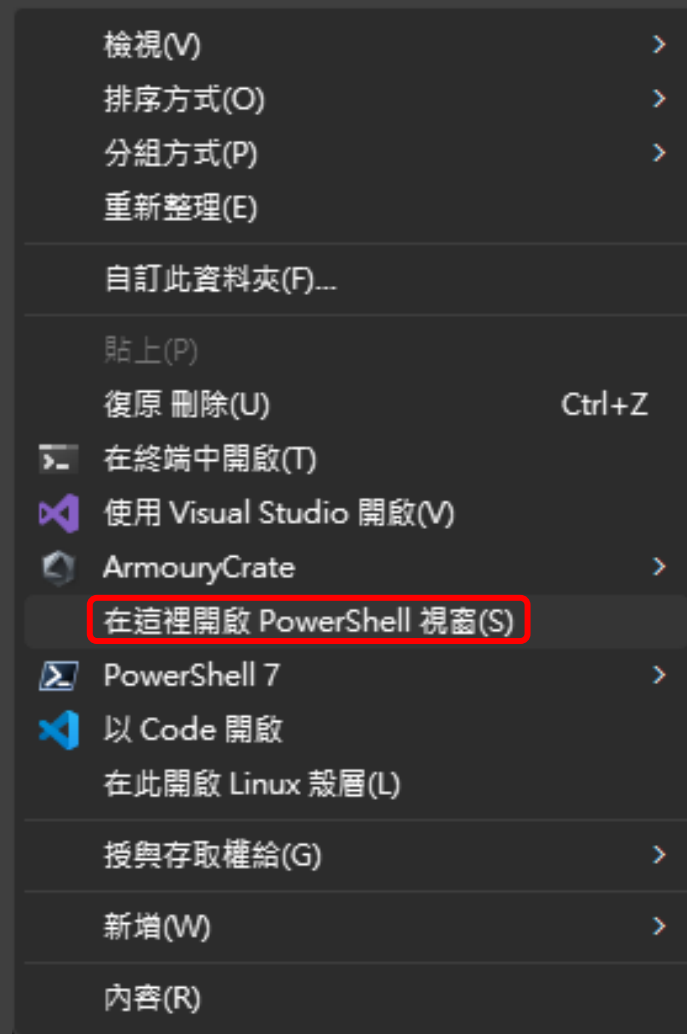 檢視(V)
排序方式(O)
分組方式(P)
重新整理(E)
自訂此資料夾(F)...
貼上(P)
復原 刪除(U) Ctrl+Z
在終端中開啟(T)
使用 Visual Studio 開啟(V)
ArmouryCrate
在這裡開啟 PowerShell 視窗(S)
PowerShell 7
以 Code 開啟
在此開啟 Linux 殼層(L)
授與存取權給(G)
新增(W)
內容(R)